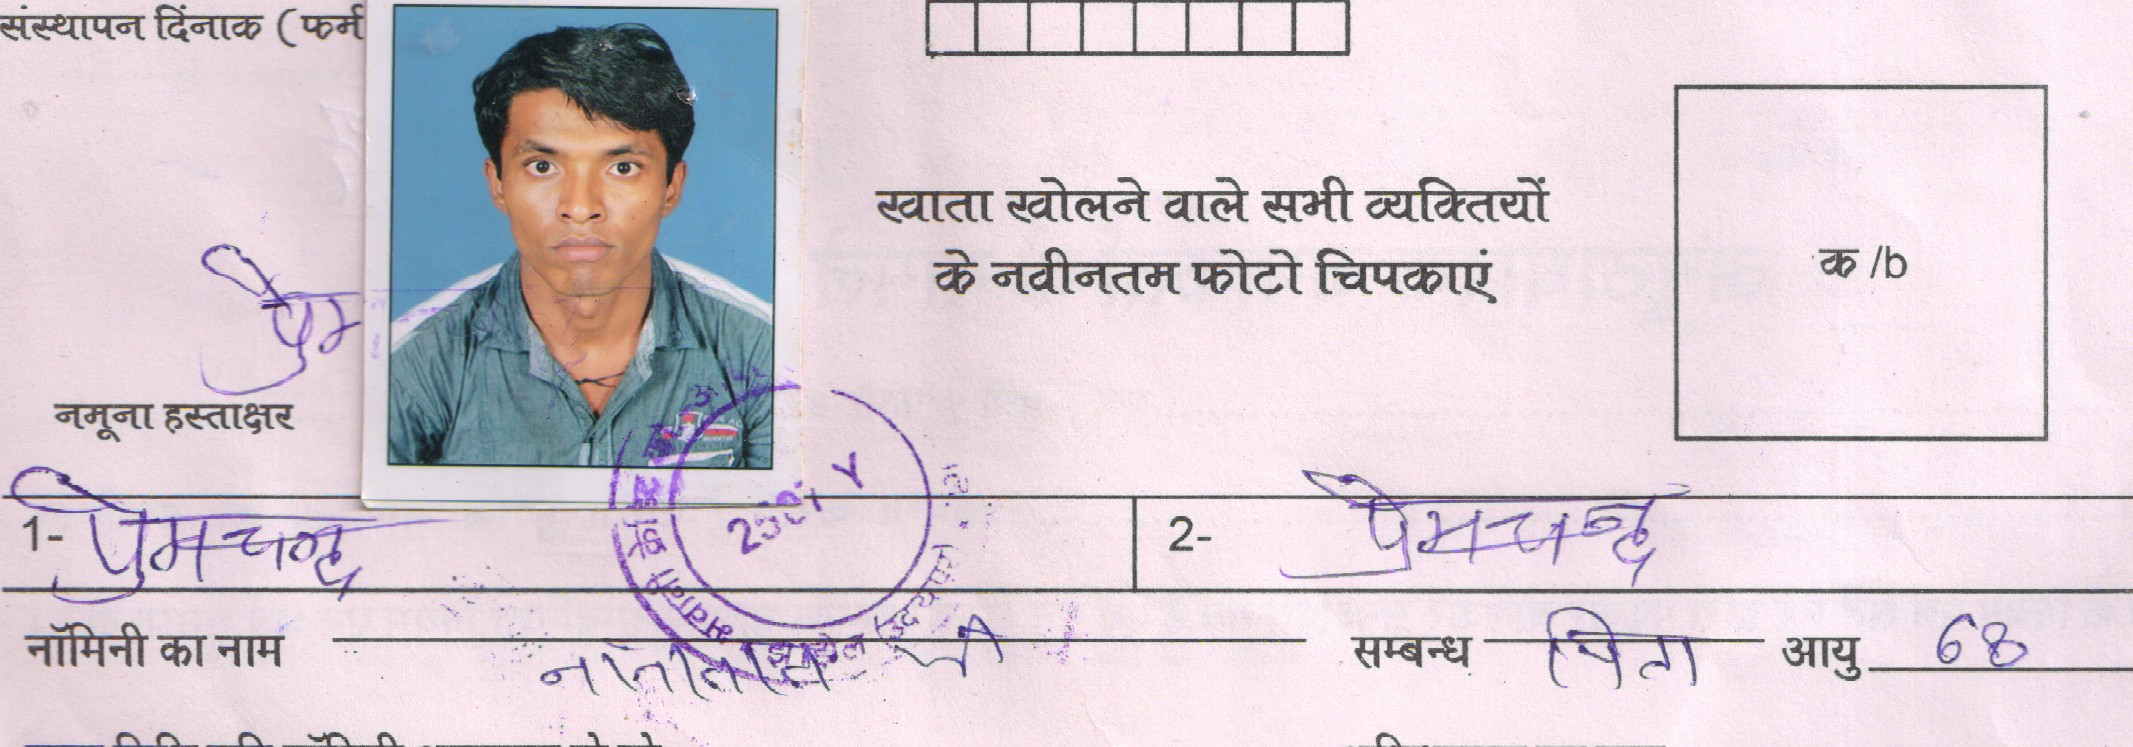 संस्थापन दिंनाक ( फर्म
खाता खोलने वाले सभी व्यक्तियों
के नवीनतम फोटो चिपकाएं
क /b
प्रेम
नमूना हस्ताक्षर
1- प्रेमचन्द्र
2- प्रेमचन्द्र
नॉमिनी का नाम सम्बन्ध पिता आयु 68